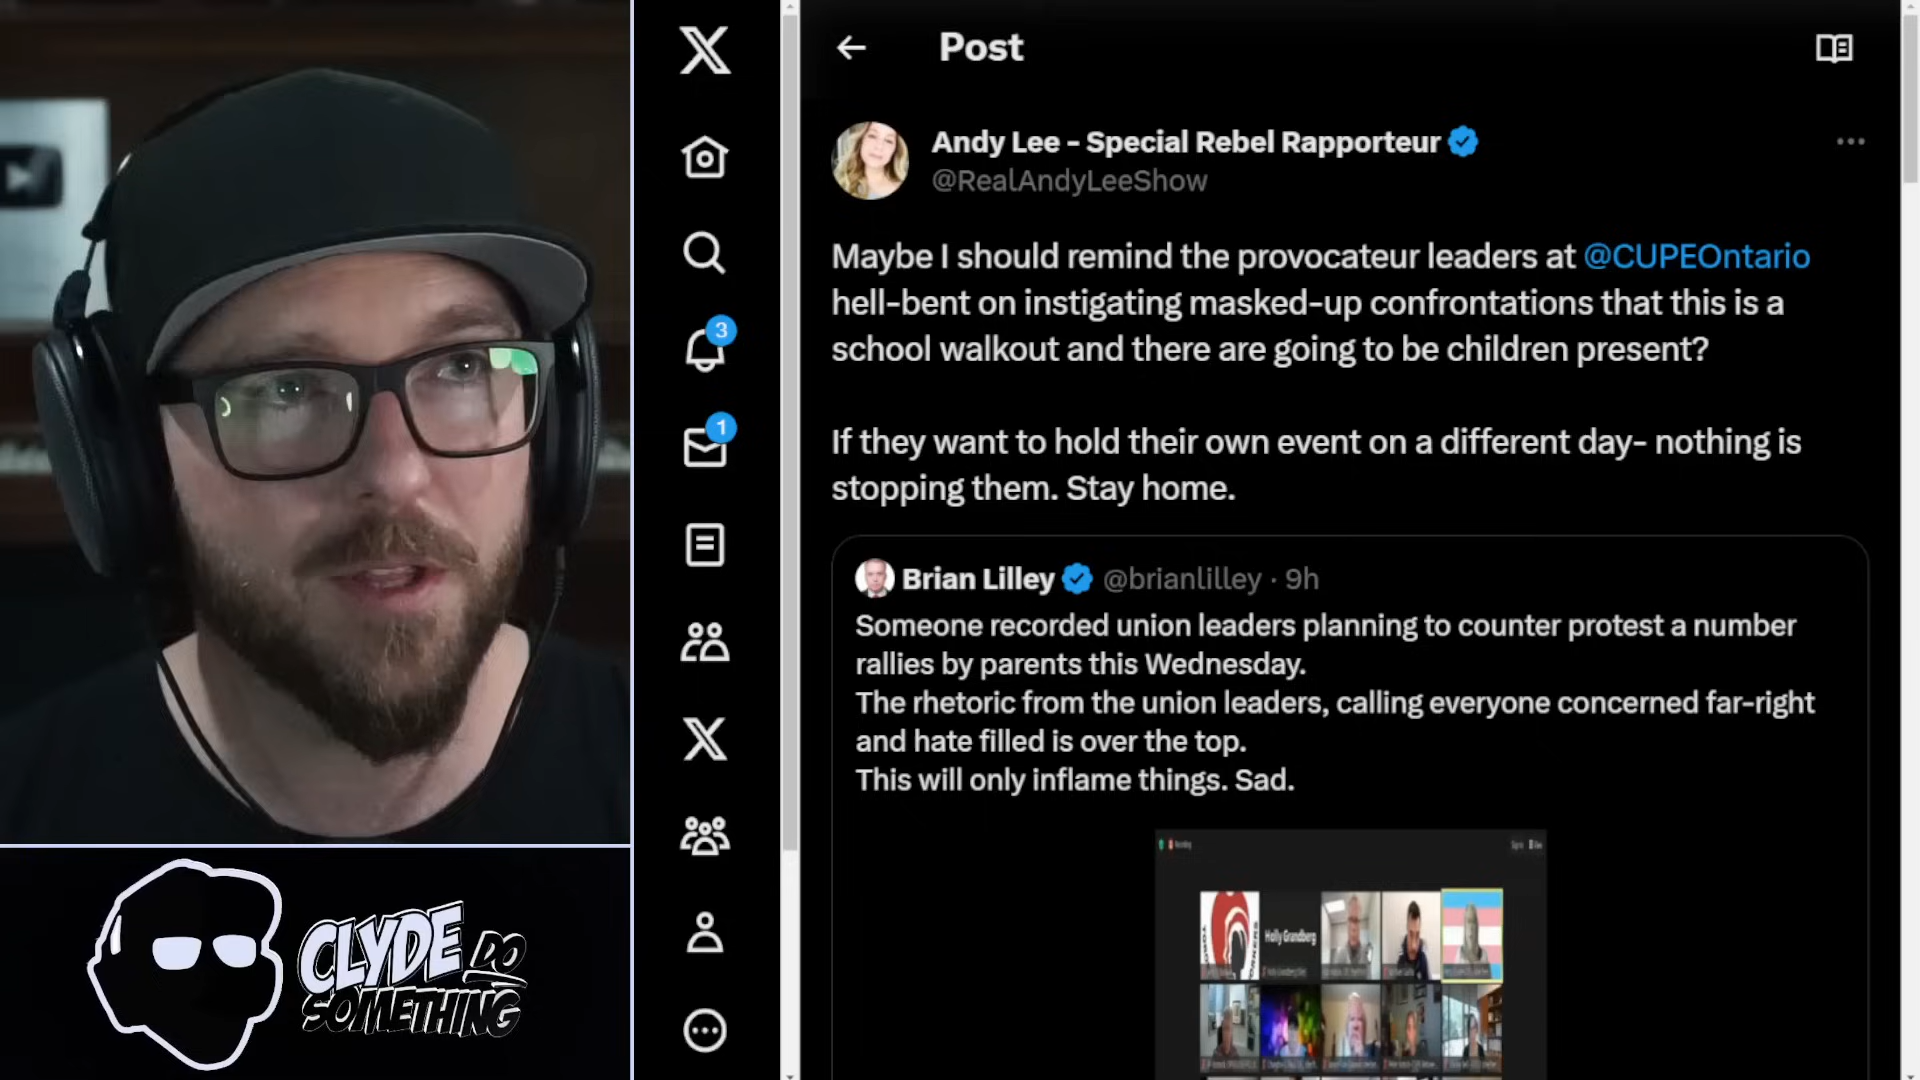 Post
Andy Lee - Special Rebel Rapporteur
@RealAndyLeeShow
Maybe I should remind the provocateur leaders at @CUPEOntario
hell-bent on instigating masked-up confrontations that this is a
school walkout and there are going to be children present?
If they want to hold their own event on a different day- nothing is
stopping them. Stay home.
Brian Lilley @brianlilley · 9h
Someone recorded union leaders planning to counter protest a number
rallies by parents this Wednesday.
The rhetoric from the union leaders, calling everyone concerned far-right
and hate filled is over the top.
This will only inflame things. Sad.
Recording
Holly Grandberg
3
1
CLYDE DO
SOMETHING